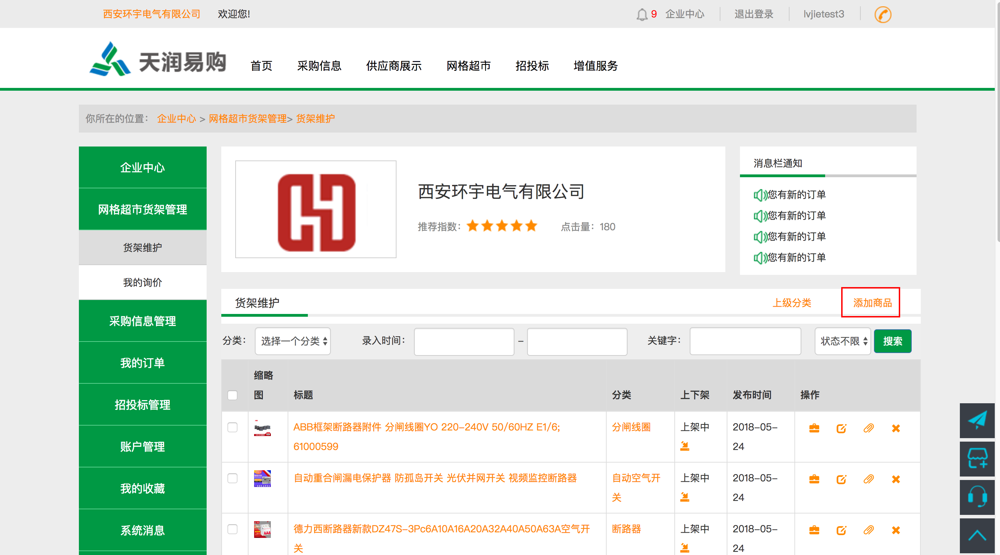 西安环宇电气有限公司 欢迎您!
9 企业中心 退出登录 lvjietest3
天润易购
首页 采购信息 供应商展示 网格超市 招投标 增值服务
你所在的位置： 企业中心 > 网格超市货架管理> 货架维护
企业中心
网格超市货架管理
货架维护
我的询价
采购信息管理
我的订单
招投标管理
账户管理
我的收藏
系统消息
西安环宇电气有限公司
推荐指数： 点击量：180
消息栏通知
您有新的订单
您有新的订单
您有新的订单
您有新的订单
货架维护 上级分类 添加商品
分类： 选择一个分类 录入时间： – 关键字： 状态不限 搜索
缩略
图 标题 分类 上下架 发布时间 操作
ABB框架断路器附件 分闸线圈YO 220-240V 50/60HZ E1/6; 分闸线圈 上架中 2018-05-
61000599 24
自动重合闸漏电保护器 防孤岛开关 光伏并网开关 视频监控断路器 自动空气开 上架中 2018-05-
关 24
德力西断路器新款DZ47S-3Pc6A10A16A20A32A40A50A63A空气开 断路器 上架中 2018-05-
关 24